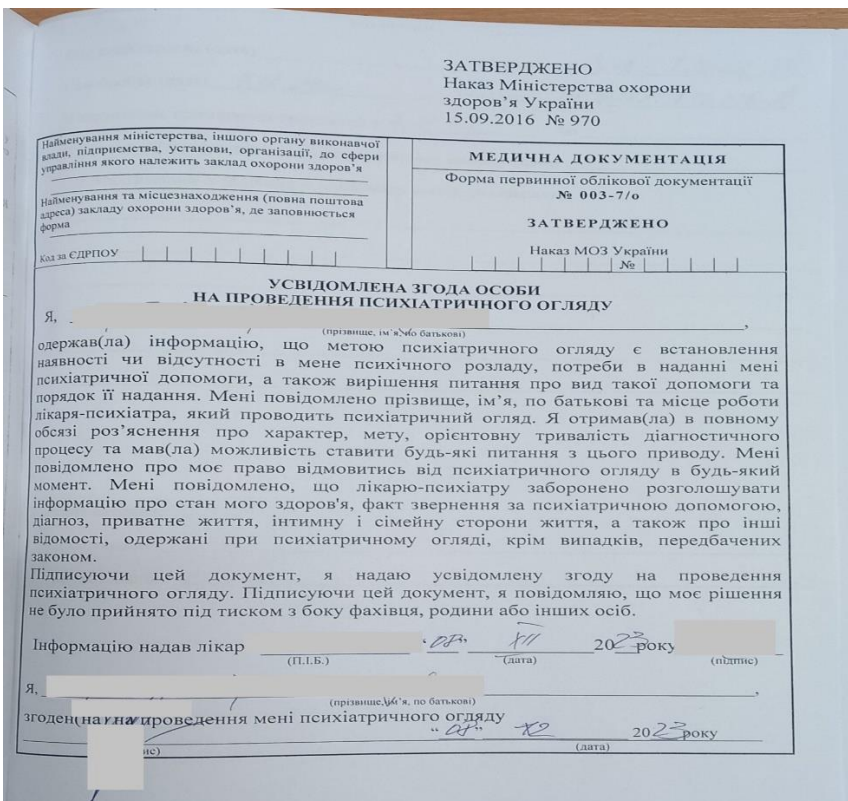 ЗАТВЕРДЖЕНО
Наказ Міністерства охорони
здоров’я України
15.09.2016 № 970
Найменування міністерства, іншого органу виконавчої
влади, підприємства, установи, організації, до сфери
управління якого належить заклад охорони здоров’я
Найменування та місцезнаходження (повна поштова
адреса) закладу охорони здоров’я, де заповнюється
форма
Код за ЄДРПОУ
МЕДИЧНА ДОКУМЕНТАЦІЯ
Форма первинної облікової документації
№ 003-7/о
ЗАТВЕРДЖЕНО
Наказ МОЗ України
№
УСВІДОМЛЕНА ЗГОДА ОСОБИ
НА ПРОВЕДЕННЯ ПСИХІАТРИЧНОГО ОГЛЯДУ
Я,
(прізвище, ім’я, по батькові)
одержав(ла) інформацію, що метою психіатричного огляду є встановлення
наявності чи відсутності в мене психічного розладу, потреби в наданні мені
психіатричної допомоги, а також вирішення питання про вид такої допомоги та
порядок її надання. Мені повідомлено прізвище, ім’я, по батькові та місце роботи
лікаря-психіатра, який проводить психіатричний огляд. Я отримав(ла) в повному
обсязі роз’яснення про характер, мету, орієнтовну тривалість діагностичного
процесу та мав(ла) можливість ставити будь-які питання з цього приводу. Мені
повідомлено про моє право відмовитись від психіатричного огляду в будь-який
момент. Мені повідомлено, що лікарю-психіатру заборонено розголошувати
інформацію про стан мого здоров'я, факт звернення за психіатричною допомогою,
діагноз, приватне життя, інтимну і сімейну сторони життя, а також про інші
відомості, одержані при психіатричному огляді, крім випадків, передбачених
законом.
Підписуючи цей документ, я надаю усвідомлену згоду на проведення
психіатричного огляду. Підписуючи цей документ, я повідомляю, що моє рішення
не було прийнято під тиском з боку фахівця, родини або інших осіб.
Інформацію надав лікар “08” XII 2023 року
(П.І.Б.) (дата) (підпис)
Я, ,
(прізвище, ім’я, по батькові)
згоден(на) на проведення мені психіатричного огляду
“08” XII 2023 року
(дата)